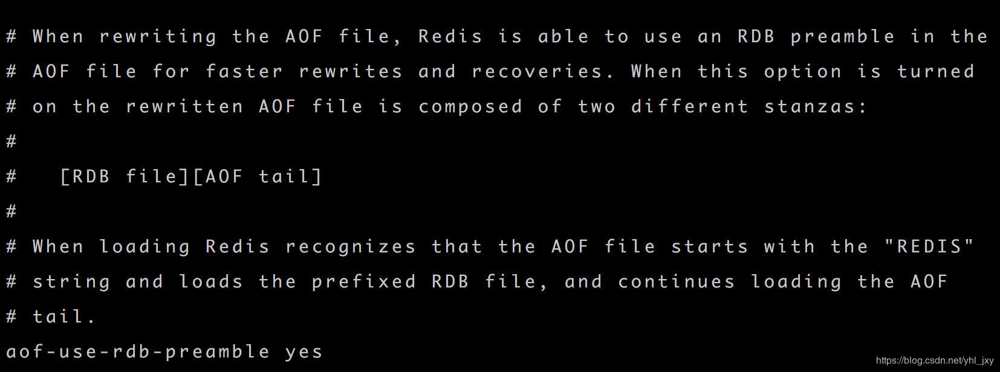 # When rewriting the AOF file, Redis is able to use an RDB preamble in the
# AOF file for faster rewrites and recoveries. When this option is turned
# on the rewritten AOF file is composed of two different stanzas:
#
#   [RDB file][AOF tail]
#
# When loading Redis recognizes that the AOF file starts with the "REDIS"
# string and loads the prefixed RDB file, and continues loading the AOF
# tail.
aof-use-rdb-preamble yes
https://blog.csdn.net/yhl_jxy